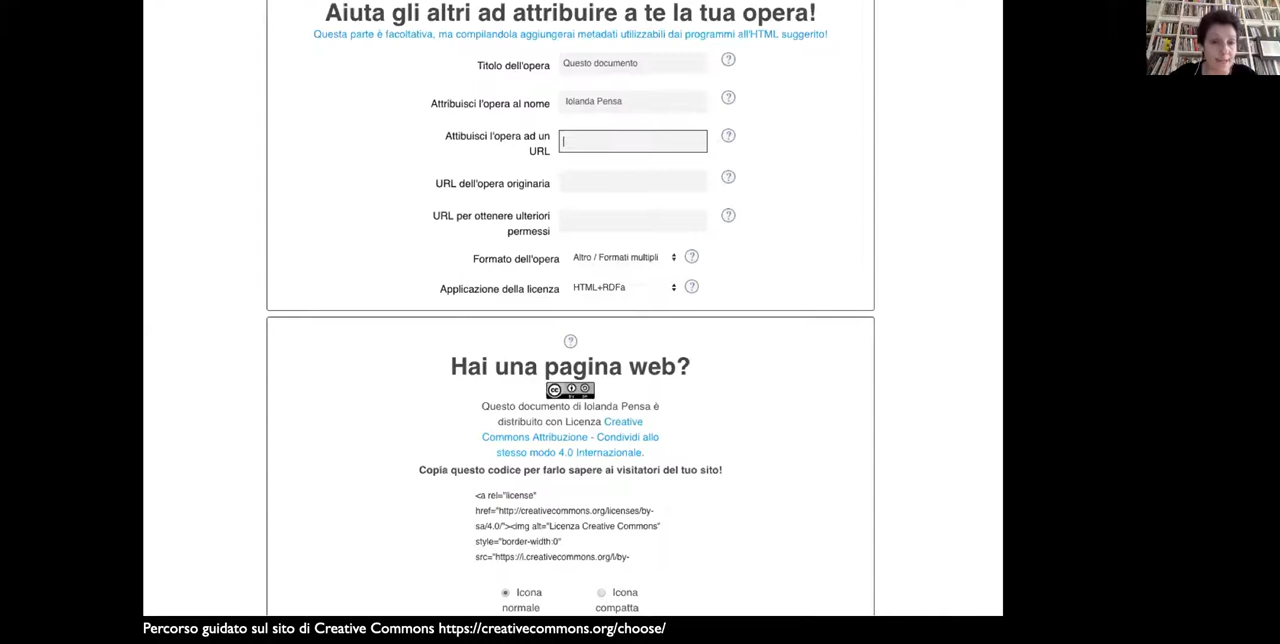 Aiuta gli altri ad attribuire a te la tua opera!
Questa parte è facoltativa, ma compilandola aggiungerai metadati utilizzabili dai programmi all'HTML suggerito!
Titolo dell'opera Questo documento ?
Attribuisci l'opera al nome Iolanda Pensa ?
Attibuisci l'opera ad un ?
URL
URL dell'opera originaria ?
URL per ottenere ulteriori ?
permessi
Formato dell'opera Altro / Formati multipli ?
Applicazione della licenza HTML+RDFa ?
?
Hai una pagina web?
cc BY SA
Questo documento di Iolanda Pensa è
distribuito con Licenza Creative
Commons Attribuzione - Condividi allo
stesso modo 4.0 Internazionale.
Copia questo codice per farlo sapere ai visitatori del tuo sito!
<a rel="license"
href="http://creativecommons.org/licenses/by-
sa/4.0/"><img alt="Licenza Creative Commons"
style="border-width:0"
src="https://i.creativecommons.org/l/by-
Icona Icona
normale compatta
Percorso guidato sul sito di Creative Commons https://creativecommons.org/choose/